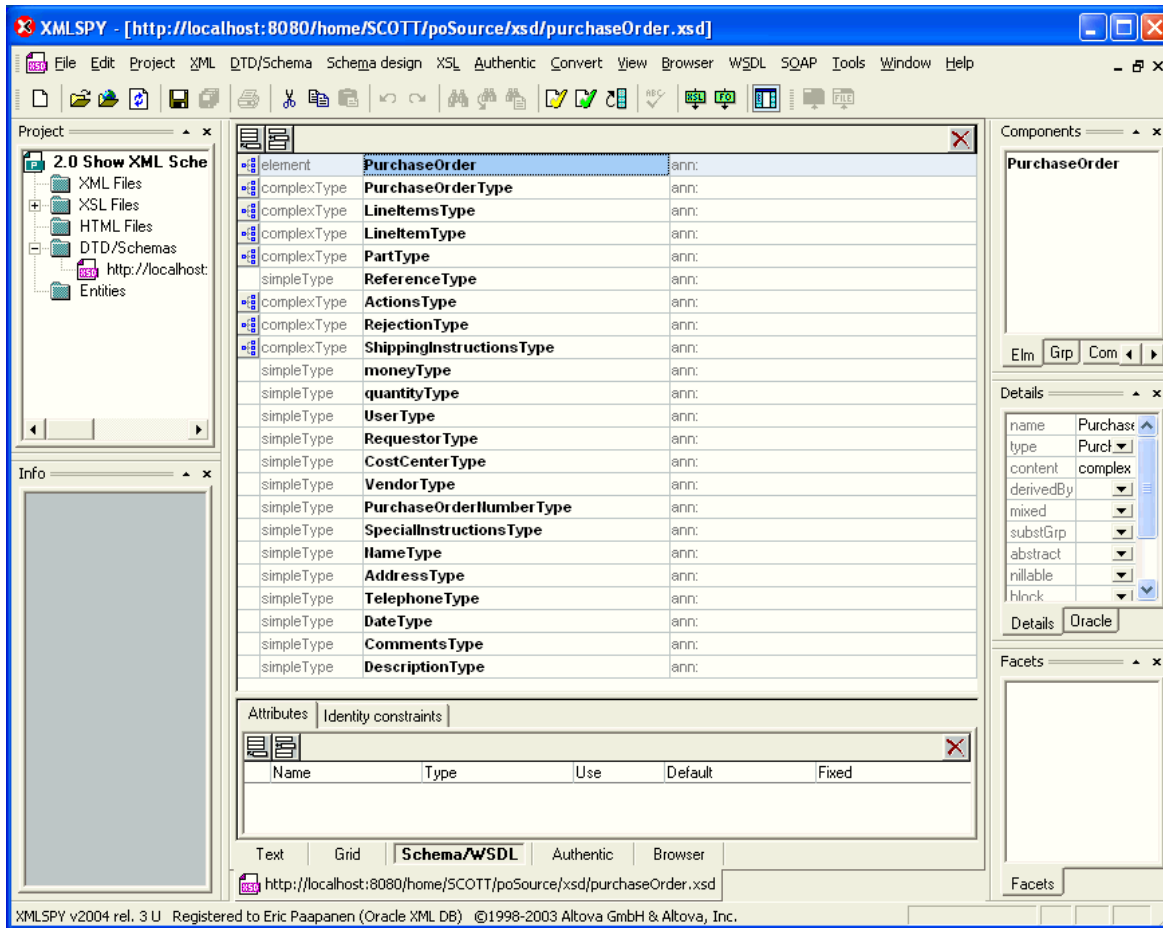 XMLSPY - [http://localhost:8080/home/SCOTT/poSource/xsd/purchaseOrder.xsd]
File Edit Project XML DTD/Schema Schema design XSL Authentic Convert View Browser WSDL SOAP Tools Window Help
Project
2.0 Show XML Sche
XML Files
XSL Files
HTML Files
DTD/Schemas
http://localhost:
Entities
Info
element PurchaseOrder ann:
complexType PurchaseOrderType ann:
complexType LineItemsType ann:
complexType LineItemType ann:
complexType PartType ann:
simpleType ReferenceType ann:
complexType ActionsType ann:
complexType RejectionType ann:
complexType ShippingInstructionsType ann:
simpleType moneyType ann:
simpleType quantityType ann:
simpleType UserType ann:
simpleType RequestorType ann:
simpleType CostCenterType ann:
simpleType VendorType ann:
simpleType PurchaseOrderNumberType ann:
simpleType SpecialInstructionsType ann:
simpleType NameType ann:
simpleType AddressType ann:
simpleType TelephoneType ann:
simpleType DateType ann:
simpleType CommentsType ann:
simpleType DescriptionType ann:
Attributes Identity constraints
Name Type Use Default Fixed
Text Grid Schema/WSDL Authentic Browser
http://localhost:8080/home/SCOTT/poSource/xsd/purchaseOrder.xsd
Components
PurchaseOrder
Elm Grp Com
Details
name Purchase
type Purch
content complex
derivedBy
mixed
substGrp
abstract
nillable
block
Details Oracle
Facets
Facets
XMLSPY v2004 rel. 3 U Registered to Eric Paapanen (Oracle XML DB) ©1998-2003 Altova GmbH & Altova, Inc.